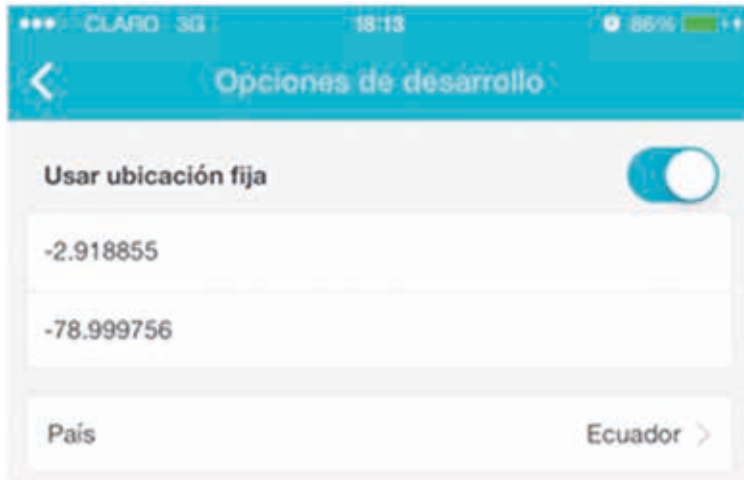 CLARO 3G 18:13 86%
Opciones de desarrollo
Usar ubicación fija
-2.918855
-78.999756
País Ecuador